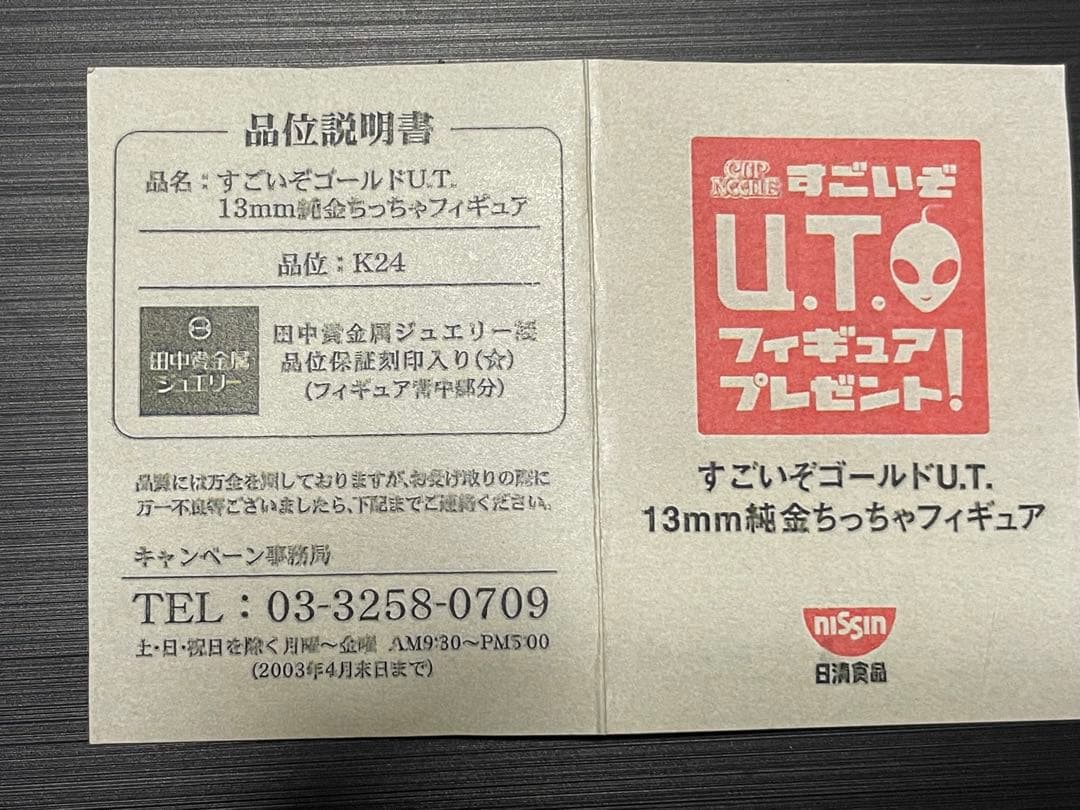 品位説明書
品名：すごいぞゴールドU.T.
13mm純金ちっちゃフィギュア
品位：K24
田中貴金属
ジュエリー
田中貴金属ジュエリー製
品位保証刻印入り(☆)
(フィギュア背中部分)
品質には万全を期しておりますが、お受け取りの際に
万一不良等ございましたら、下記までご連絡ください。
キャンペーン事務局
TEL：03-3258-0709
土・日・祝日を除く月曜～金曜 AM9:30～PM5:00
(2003年4月末日まで)
CUP NOODLE すごいぞ
U.T.
フィギュア
プレゼント!
すごいぞゴールドU.T.
13mm純金ちっちゃフィギュア
NISSIN
日清食品